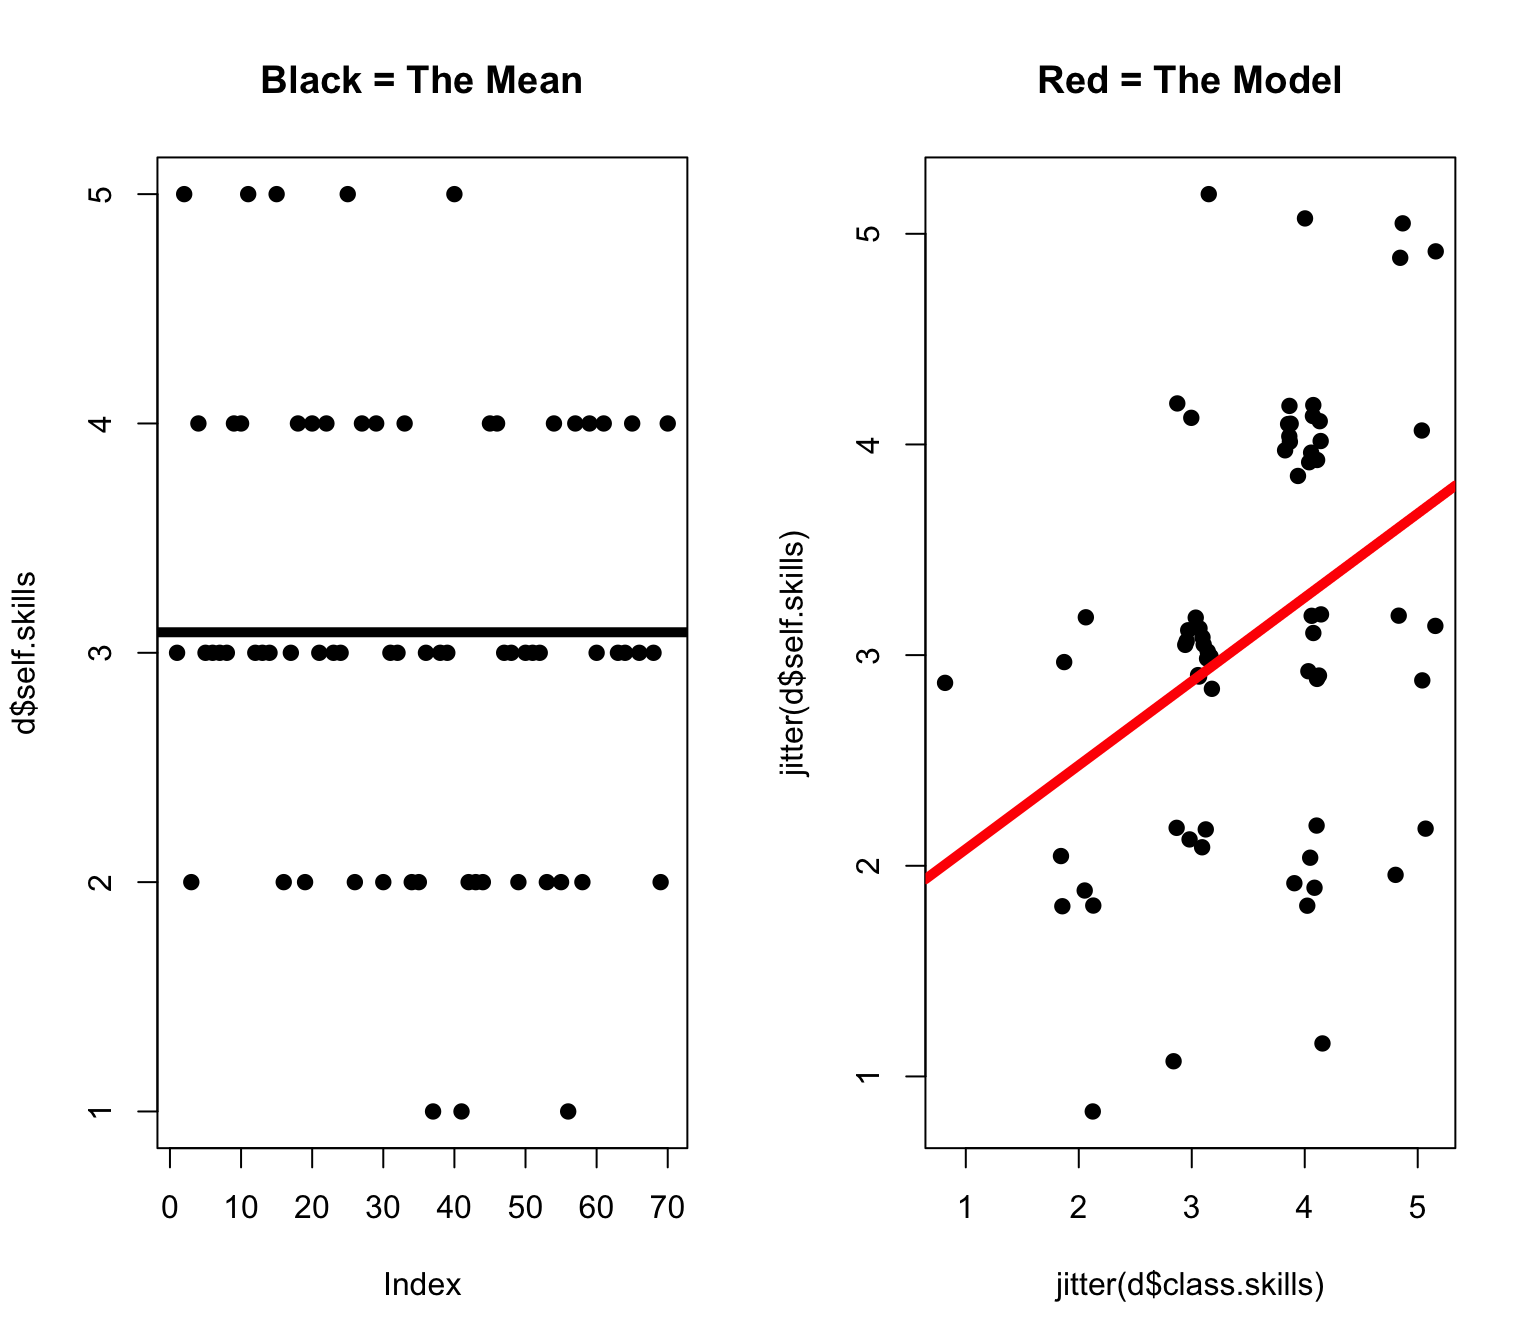 Black = The Mean
d$self.skills
5
4
3
2
1
0 10 20 30 40 50 60 70
Index
Red = The Model
jitter(d$self.skills)
5
4
3
2
1
1 2 3 4 5
jitter(d$class.skills)